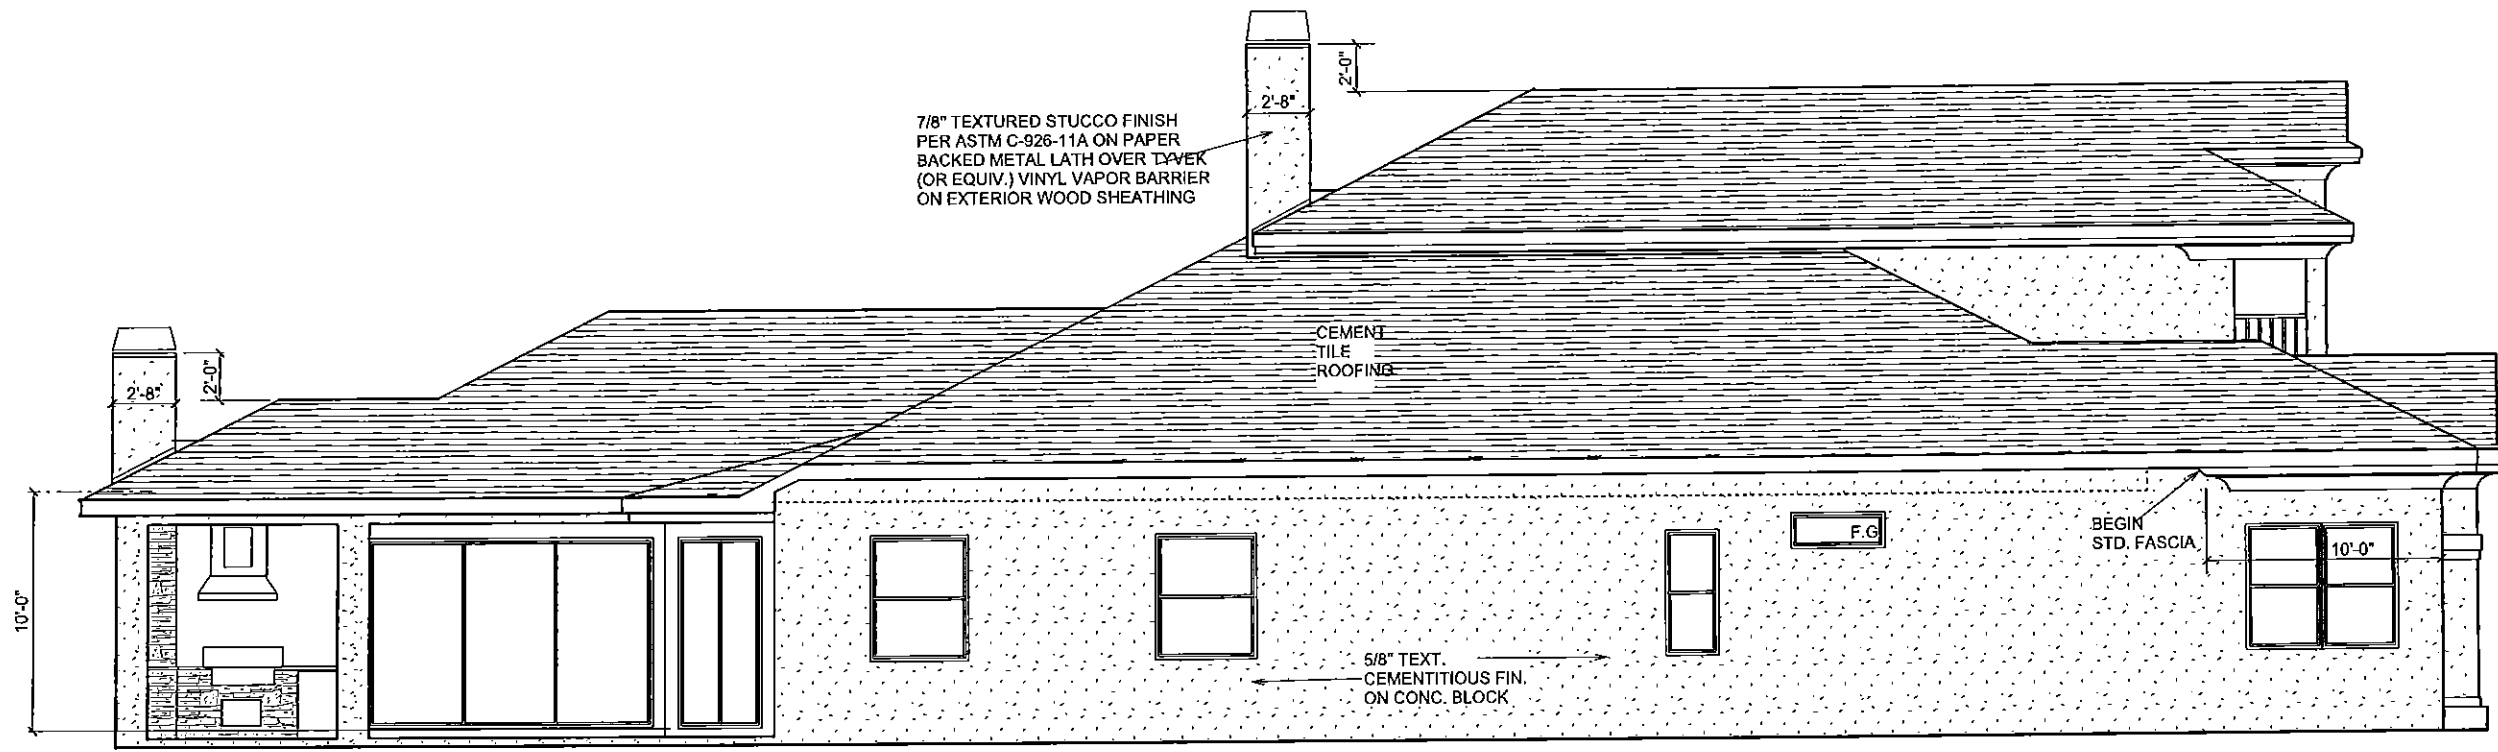 2'-0"
2'-8"
7/8" TEXTURED STUCCO FINISH
PER ASTM C-926-11A ON PAPER
BACKED METAL LATH OVER TYVEK
(OR EQUIV.) VINYL VAPOR BARRIER
ON EXTERIOR WOOD SHEATHING
CEMENT
TILE
ROOFING
2'-0"
2'-8"
10'-0"
F.G
BEGIN
STD. FASCIA
10'-0"
5/8" TEXT.
CEMENTITIOUS FIN.
ON CONC. BLOCK